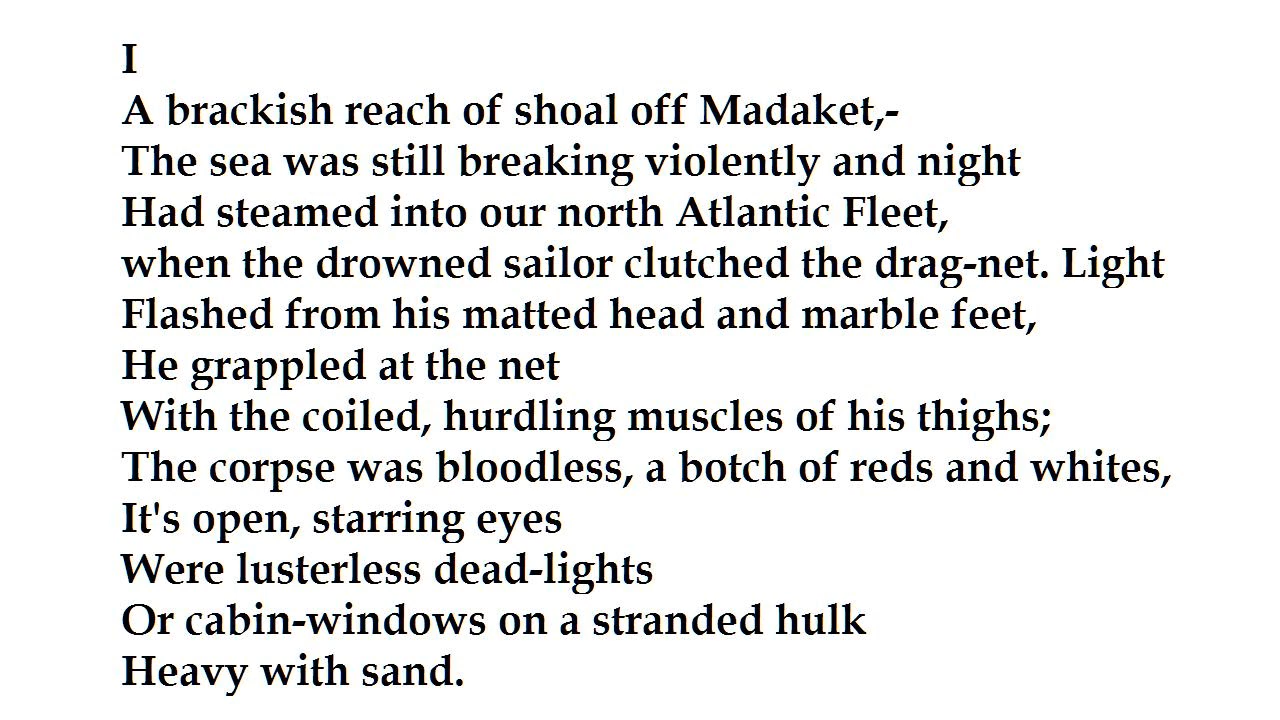 I
A brackish reach of shoal off Madaket,-
The sea was still breaking violently and night
Had steamed into our north Atlantic Fleet,
when the drowned sailor clutched the drag-net. Light
Flashed from his matted head and marble feet,
He grappled at the net
With the coiled, hurdling muscles of his thighs;
The corpse was bloodless, a botch of reds and whites,
It's open, starring eyes
Were lusterless dead-lights
Or cabin-windows on a stranded hulk
Heavy with sand.